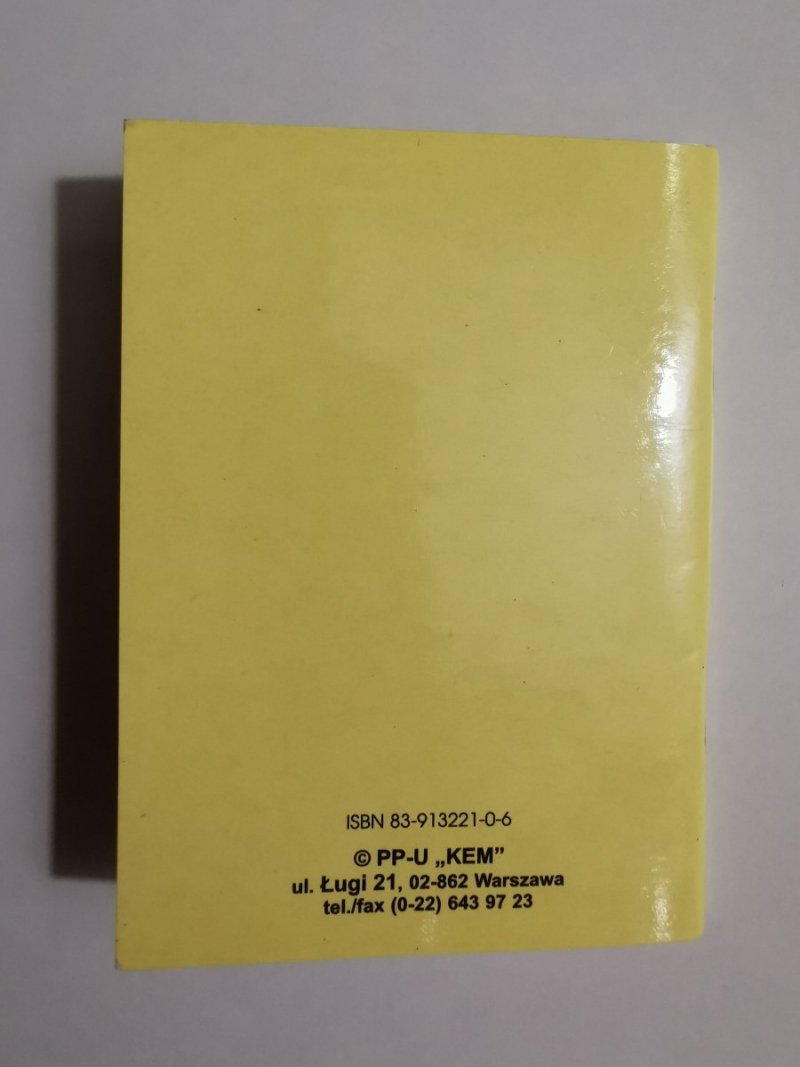 ISBN 83-913221-0-6
© PP-U „KEM”
ul. Ługi 21, 02-862 Warszawa
tel./fax (0-22) 643 97 23